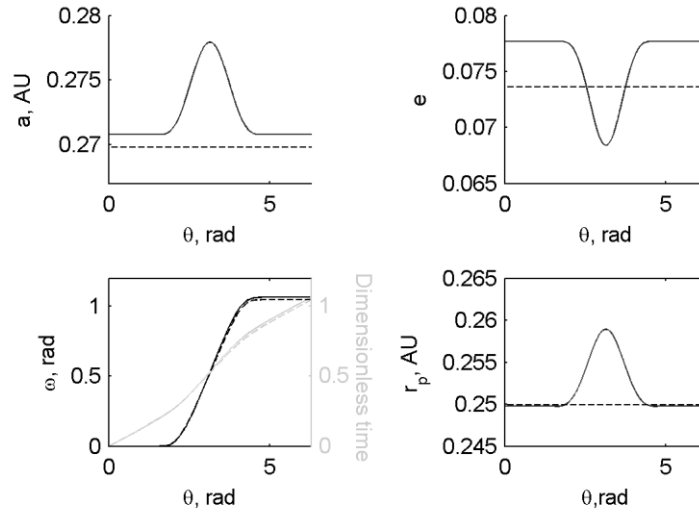 0.28
0.275
0.27
a, AU
0
5
θ, rad
0.08
0.075
0.07
0.065
e
0
5
θ, rad
1
0.5
0
ω, rad
0
5
θ, rad
1
0.5
0
Dimensionless time
0.265
0.26
0.255
0.25
0.245
r_p, AU
0
5
θ,rad